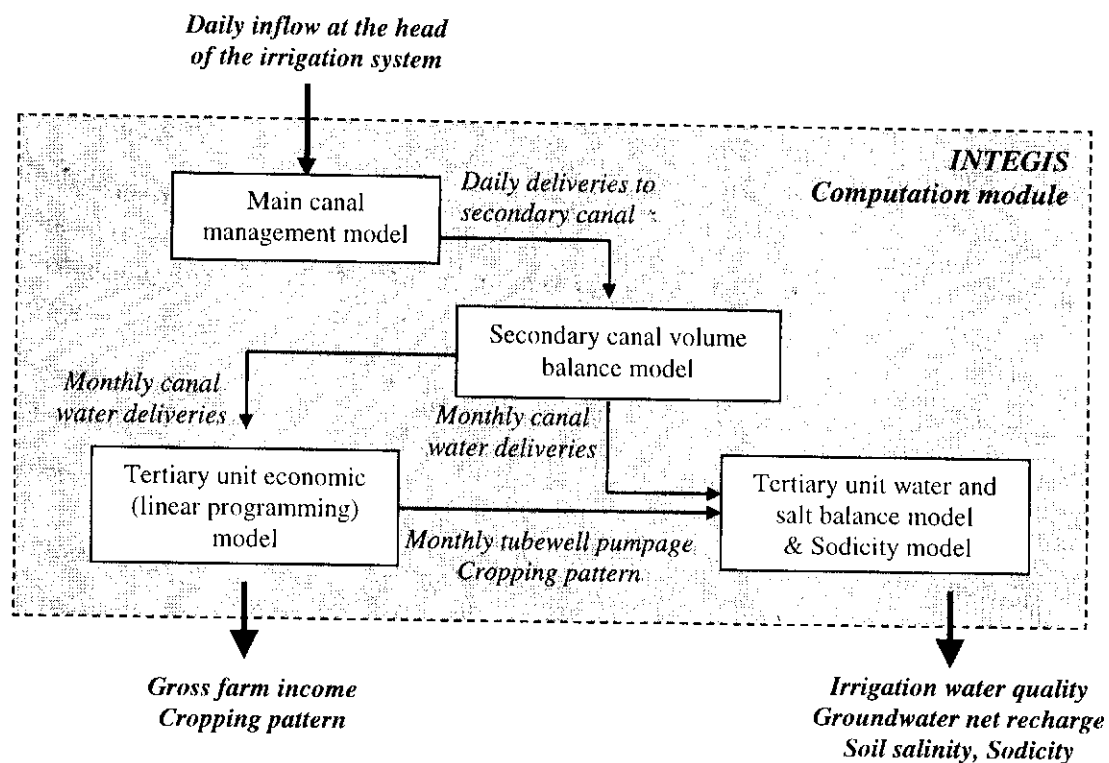 Daily inflow at the head
of the irrigation system
INTEGIS
Computation module
Main canal
management model
Daily deliveries to
secondary canal
Secondary canal volume
balance model
Monthly canal
water deliveries
Monthly canal
water deliveries
Tertiary unit economic
(linear programming)
model
Monthly tubewell pumpage
Cropping pattern
Tertiary unit water and
salt balance model
& Sodicity model
Gross farm income
Cropping pattern
Irrigation water quality
Groundwater net recharge
Soil salinity, Sodicity